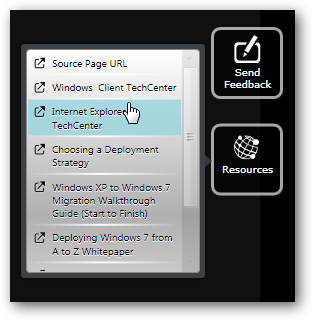 Source Page URL
Windows Client TechCenter
Internet Explorer
TechCenter
Choosing a Deployment
Strategy
Windows XP to Windows 7
Migration Walkthrough
Guide (Start to Finish)
Deploying Windows 7 from
A to Z Whitepaper
Send
Feedback
Resources